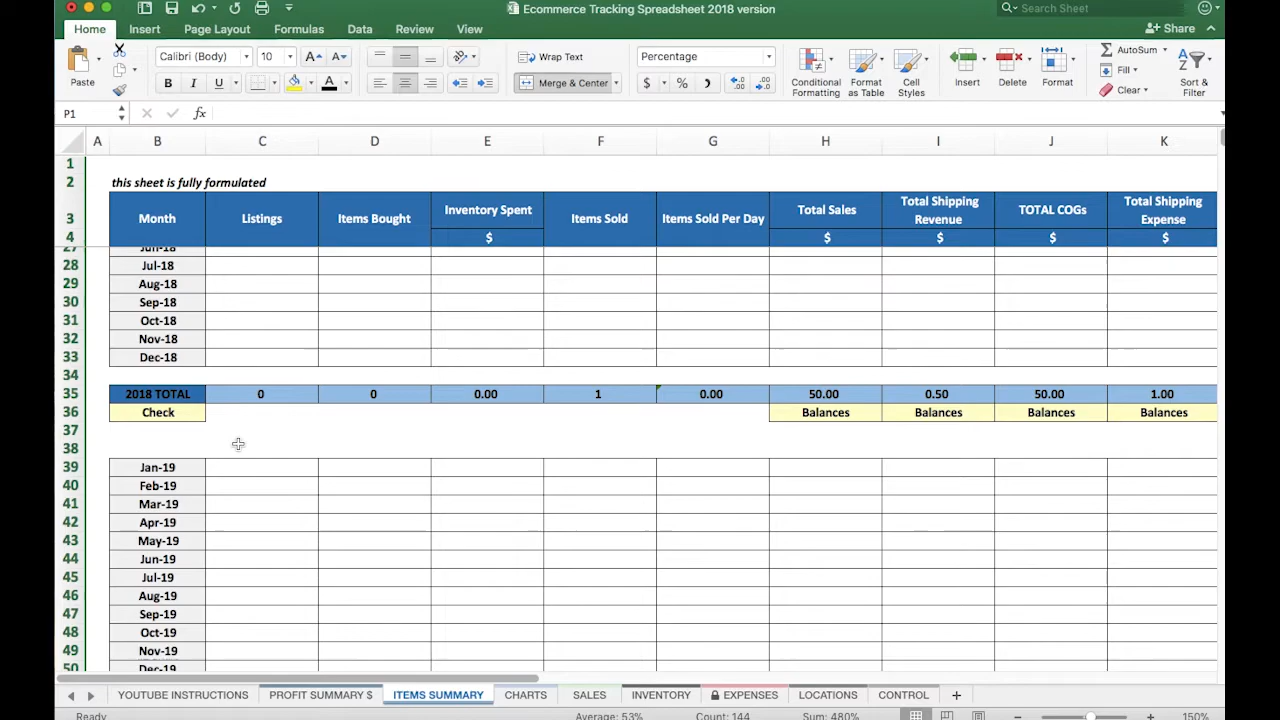 Ecommerce Tracking Spreadsheet 2018 version
Search Sheet
Home Insert Page Layout Formulas Data Review View
Share
Paste
Calibri (Body) 10
Wrap Text
Merge & Center
Percentage
$ % )
Conditional Formatting
Format as Table
Cell Styles
Insert
Delete
Format
AutoSum
Fill
Clear
Sort & Filter
P1 fx
A B C D E F G H I J K
1
2 this sheet is fully formulated
3 Month Listings Items Bought Inventory Spent Items Sold Items Sold Per Day Total Sales Total Shipping Revenue TOTAL COGs Total Shipping Expense
4 $ $ $ $ $
27 Jun-18
28 Jul-18
29 Aug-18
30 Sep-18
31 Oct-18
32 Nov-18
33 Dec-18
34
35 2018 TOTAL 0 0 0.00 1 0.00 50.00 0.50 50.00 1.00
36 Check Balances Balances Balances Balances
37
38
39 Jan-19
40 Feb-19
41 Mar-19
42 Apr-19
43 May-19
44 Jun-19
45 Jul-19
46 Aug-19
47 Sep-19
48 Oct-19
49 Nov-19
50 Dec-19
YOUTUBE INSTRUCTIONS PROFIT SUMMARY $ ITEMS SUMMARY CHARTS SALES INVENTORY EXPENSES LOCATIONS CONTROL +
Ready Average: 53% Count: 144 Sum: 480% 150%